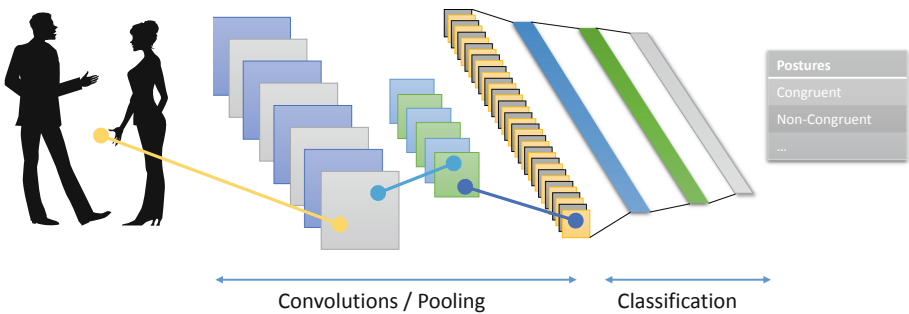 Postures
Congruent
Non-Congruent
...
Convolutions / Pooling
Classification